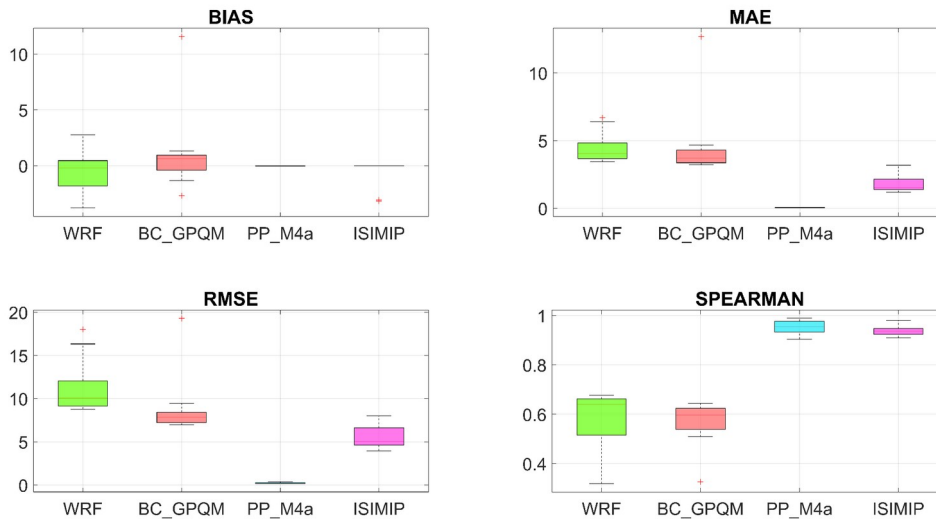 BIAS
10
5
0
WRF BC_GPQM PP_M4a ISIMIP
MAE
10
5
0
WRF BC_GPQM PP_M4a ISIMIP
RMSE
20
15
10
5
0
WRF BC_GPQM PP_M4a ISIMIP
SPEARMAN
1
0.8
0.6
0.4
WRF BC_GPQM PP_M4a ISIMIP